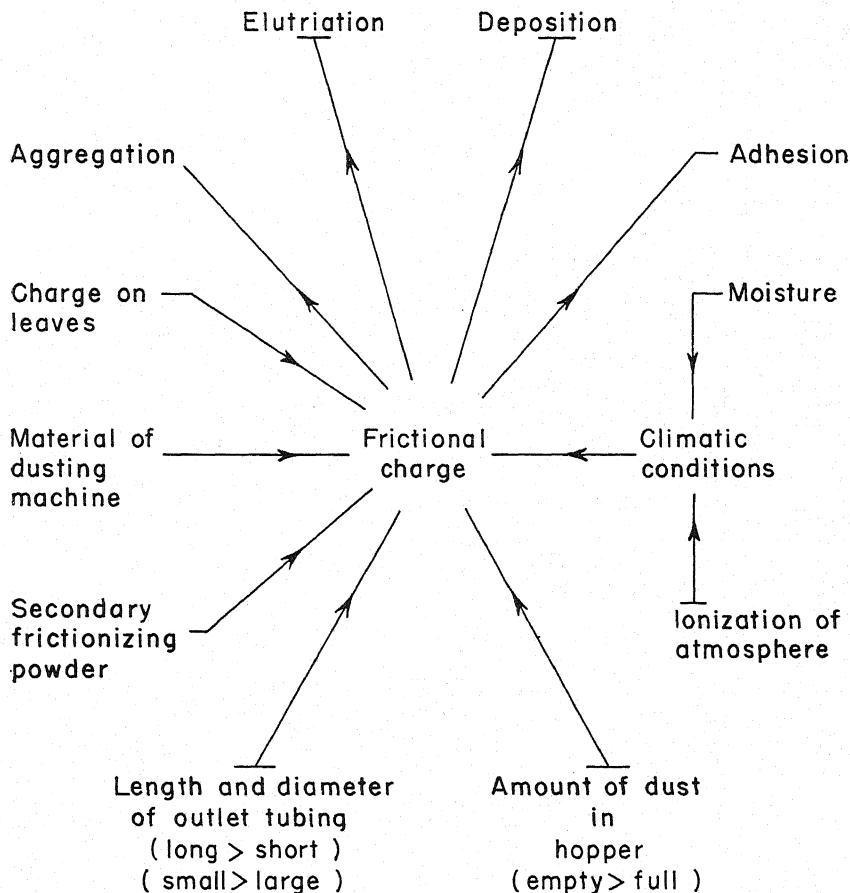 Elutriation
Deposition
Aggregation
Adhesion
Charge on
leaves
Moisture
Material of
dusting
machine
Frictional
charge
Climatic
conditions
Secondary
frictionizing
powder
Ionization of
atmosphere
Length and diameter
of outlet tubing
(long > short)
(small > large)
Amount of dust
in
hopper
(empty > full)